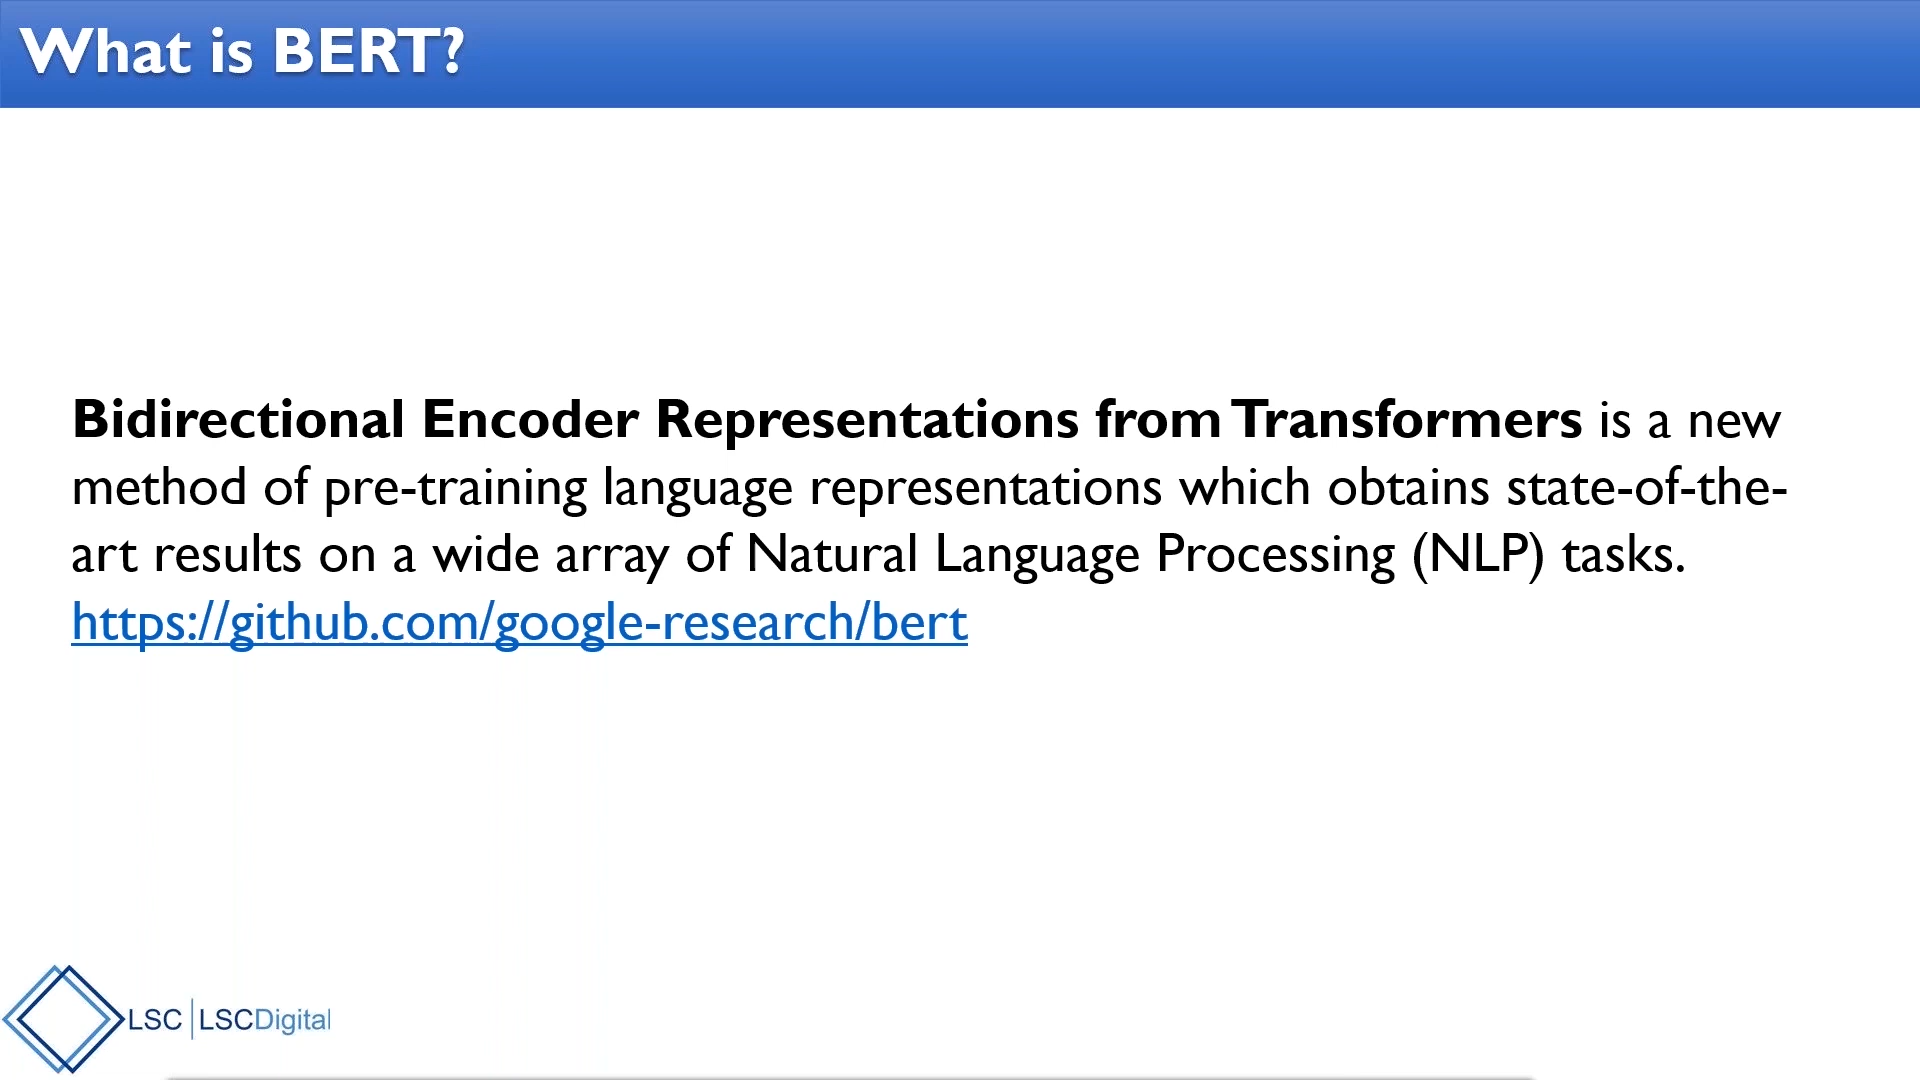 What is BERT?
Bidirectional Encoder Representations from Transformers is a new
method of pre-training language representations which obtains state-of-the-
art results on a wide array of Natural Language Processing (NLP) tasks.
https://github.com/google-research/bert
LSC | LSCDigital